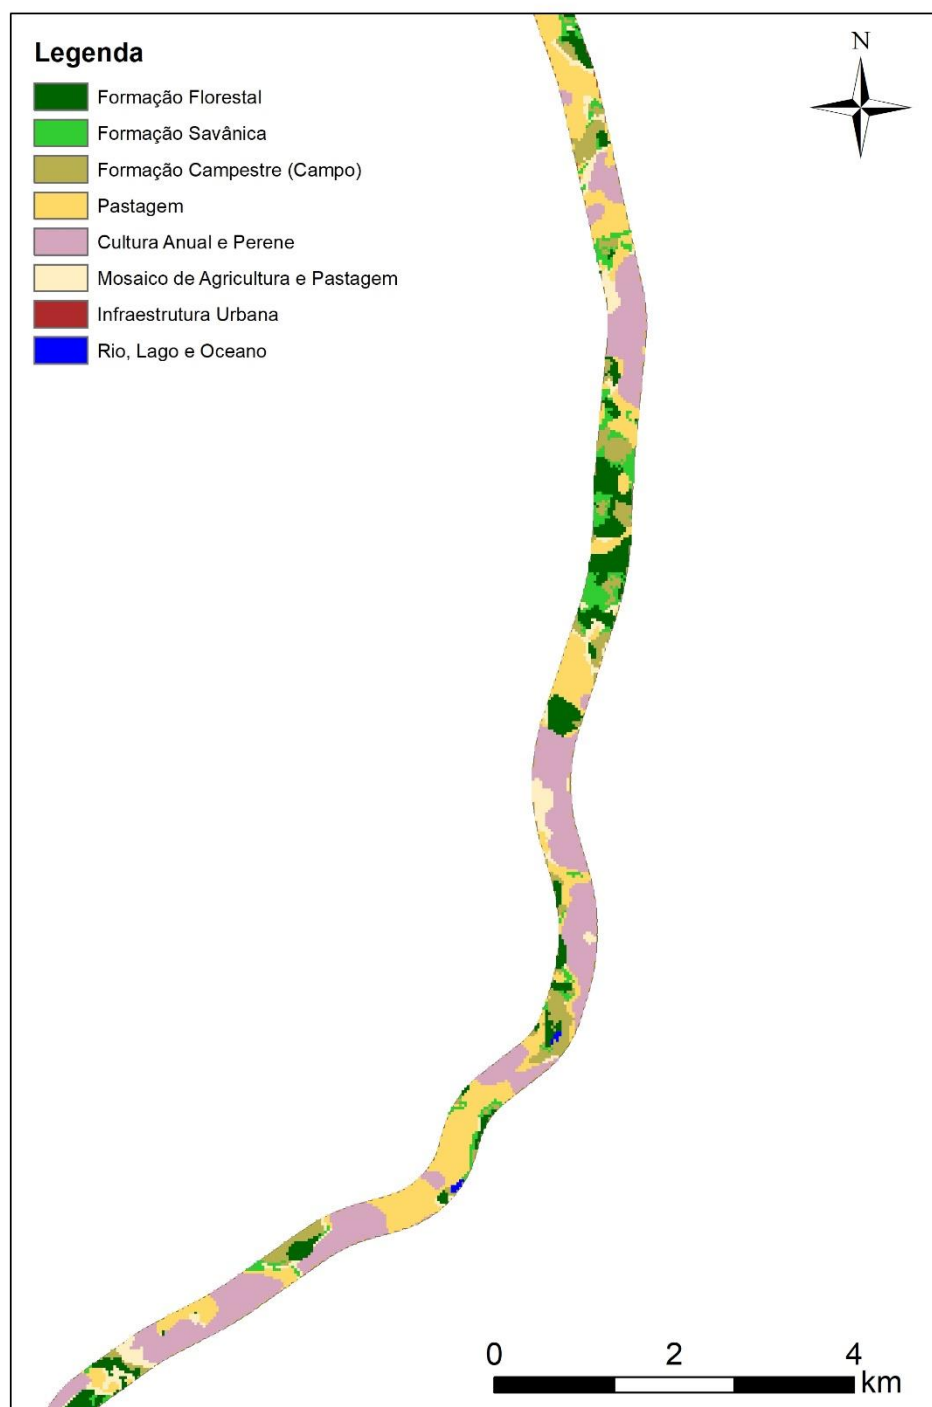 Legenda
N
Formação Florestal
Formação Savânica
Formação Campestre (Campo)
Pastagem
Cultura Anual e Perene
Mosaico de Agricultura e Pastagem
Infraestrutura Urbana
Rio, Lago e Oceano
0 2 4
km